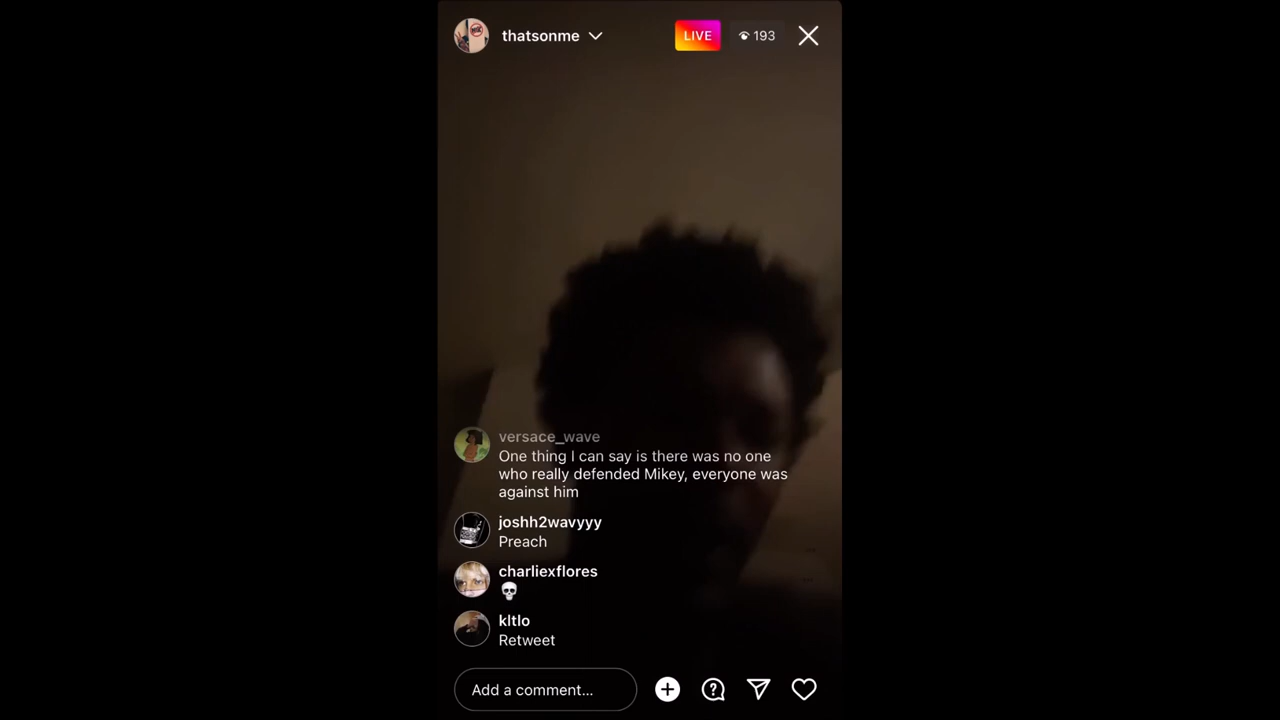 thatsonme
LIVE
193
versace_wave
One thing I can say is there was no one
who really defended Mikey, everyone was
against him
joshh2wavyyy
Preach
charliexflores
💀
kltlo
Retweet
Add a comment...